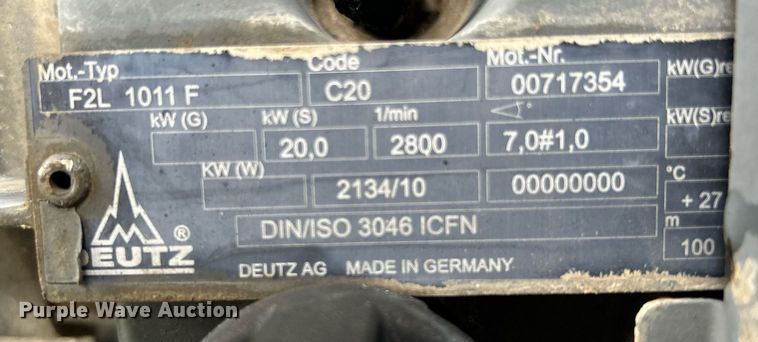 Mot.-Typ Code Mot.-Nr. kW(G)re
F2L 1011 F C20 00717354
kW (G) kW (S) 1/min kW(S)re
20,0 2800 7,0#1,0
KW (W) °C
2134/10 00000000 + 27
DIN/ISO 3046 ICFN m
® 100
DEUTZ DEUTZ AG MADE IN GERMANY
Purple Wave Auction